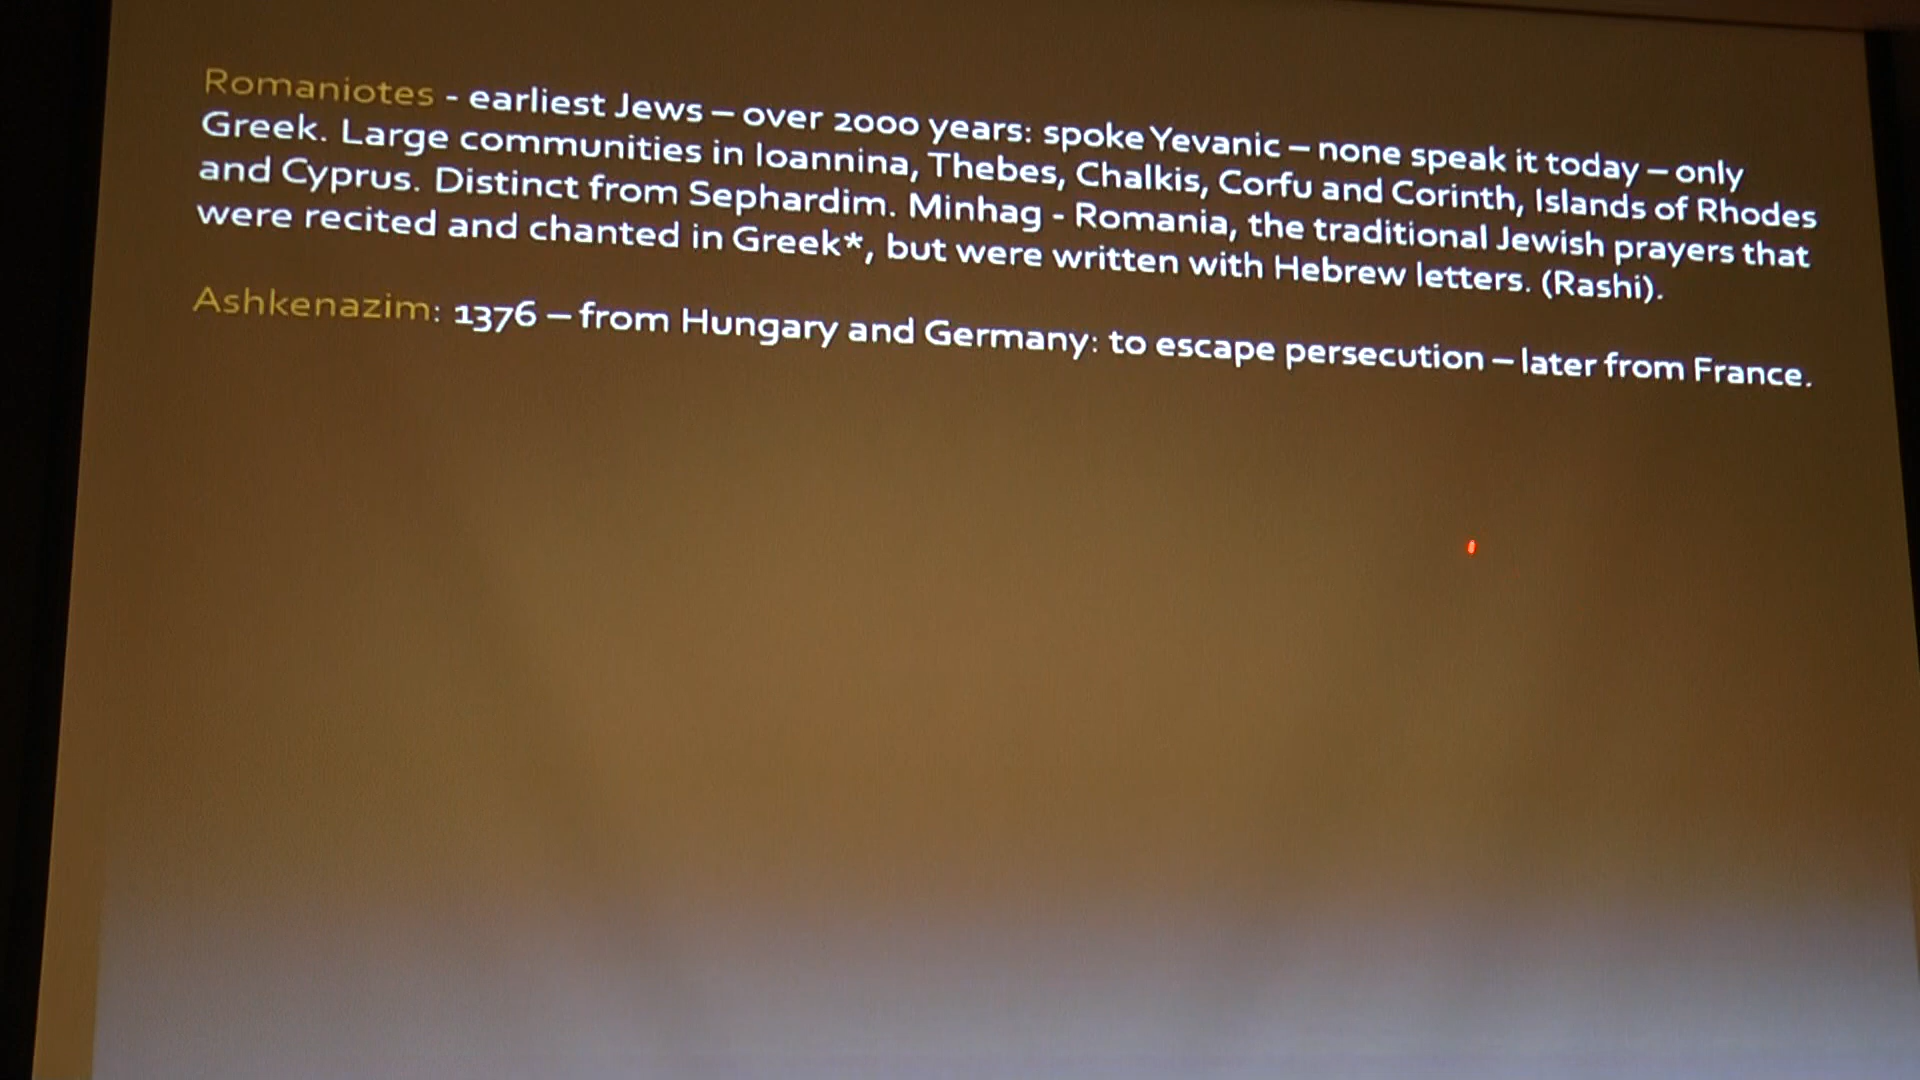 Romaniotes - earliest Jews – over 2000 years: spoke Yevanic – none speak it today – only
Greek. Large communities in Ioannina, Thebes, Chalkis, Corfu and Corinth, Islands of Rhodes
and Cyprus. Distinct from Sephardim. Minhag - Romania, the traditional Jewish prayers that
were recited and chanted in Greek*, but were written with Hebrew letters. (Rashi).
Ashkenazim: 1376 – from Hungary and Germany: to escape persecution – later from France.